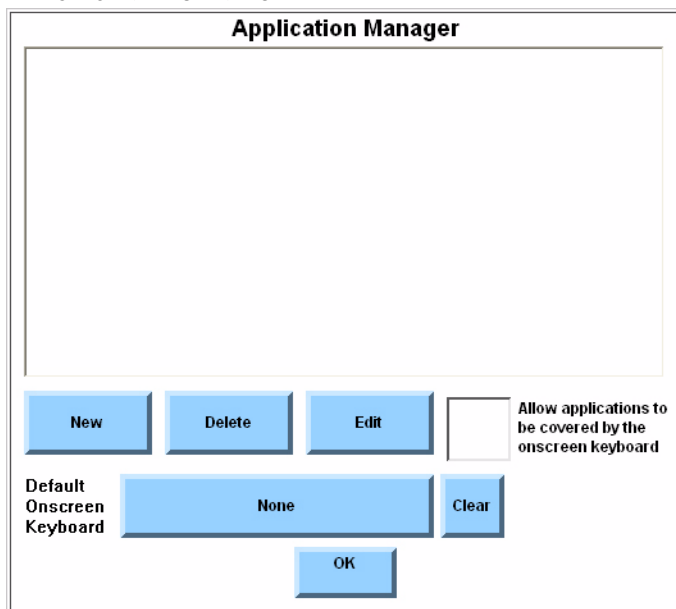 Application Manager
New
Delete
Edit
Allow applications to
be covered by the
onscreen keyboard
Default
Onscreen
Keyboard
None
Clear
OK